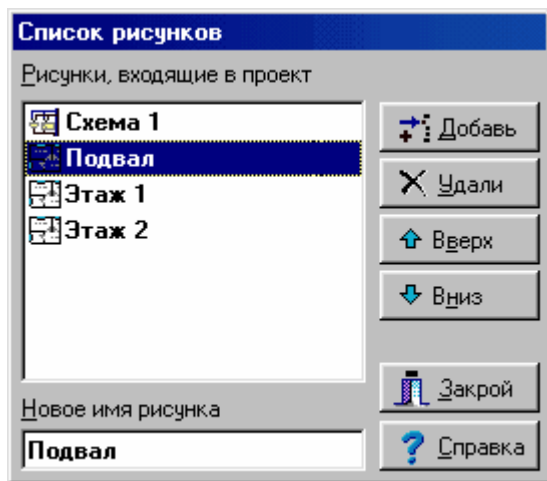 Список рисунков
Рисунки, входящие в проект
Схема 1
Подвал
Этаж 1
Этаж 2
Добавь
Удали
Вверх
Вниз
Закрой
Новое имя рисунка
Подвал
Справка